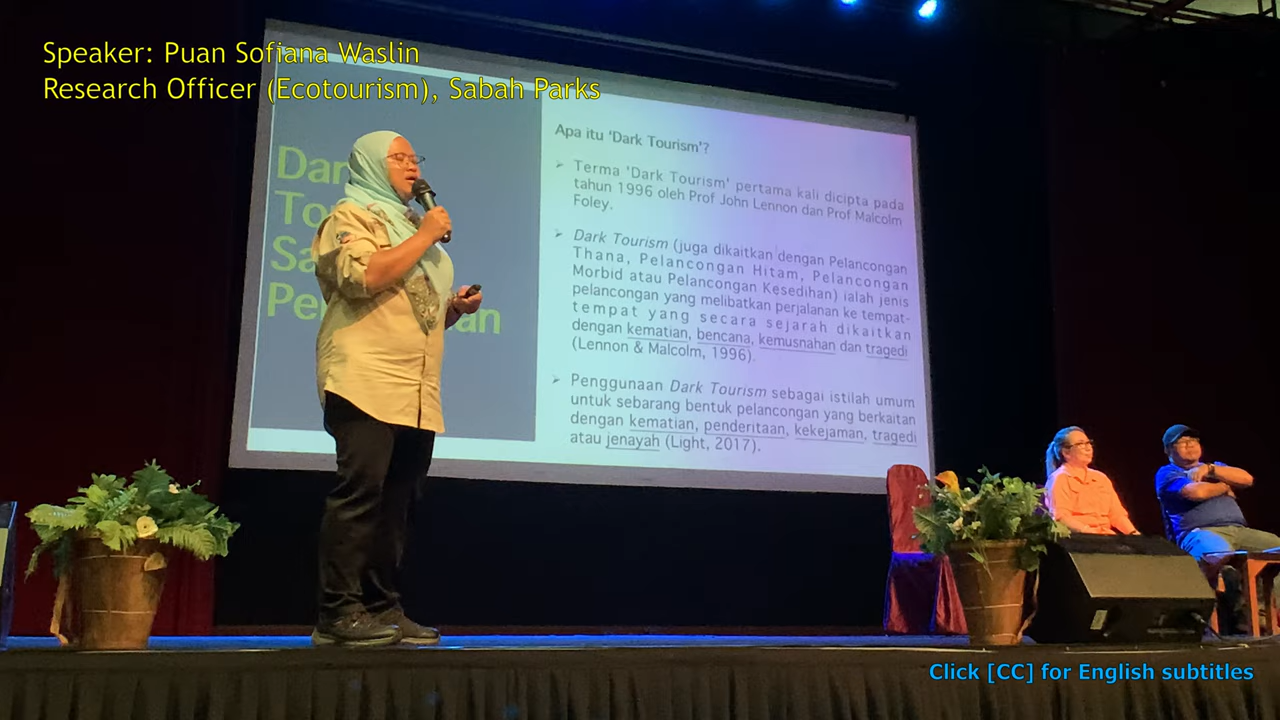 Speaker: Puan Sofiana Waslin
Research Officer (Ecotourism), Sabah Parks
Apa itu 'Dark Tourism'?
Terma 'Dark Tourism' pertama kali dicipta pada
tahun 1996 oleh Prof John Lennon dan Prof Malcolm
Foley.
Dark Tourism (juga dikaitkan dengan Pelancongan
Thana, Pelancongan Hitam, Pelancongan
Morbid atau Pelancongan Kesedihan) ialah jenis
pelancongan yang melibatkan perjalanan ke tempat-
tempat yang secara sejarah dikaitkan
dengan kematian, bencana, kemusnahan dan tragedi
(Lennon & Malcolm, 1996).
Penggunaan Dark Tourism sebagai istilah umum
untuk sebarang bentuk pelancongan yang berkaitan
dengan kematian, penderitaan, kekejaman, tragedi
atau jenayah (Light, 2017).
Click [CC] for English subtitles